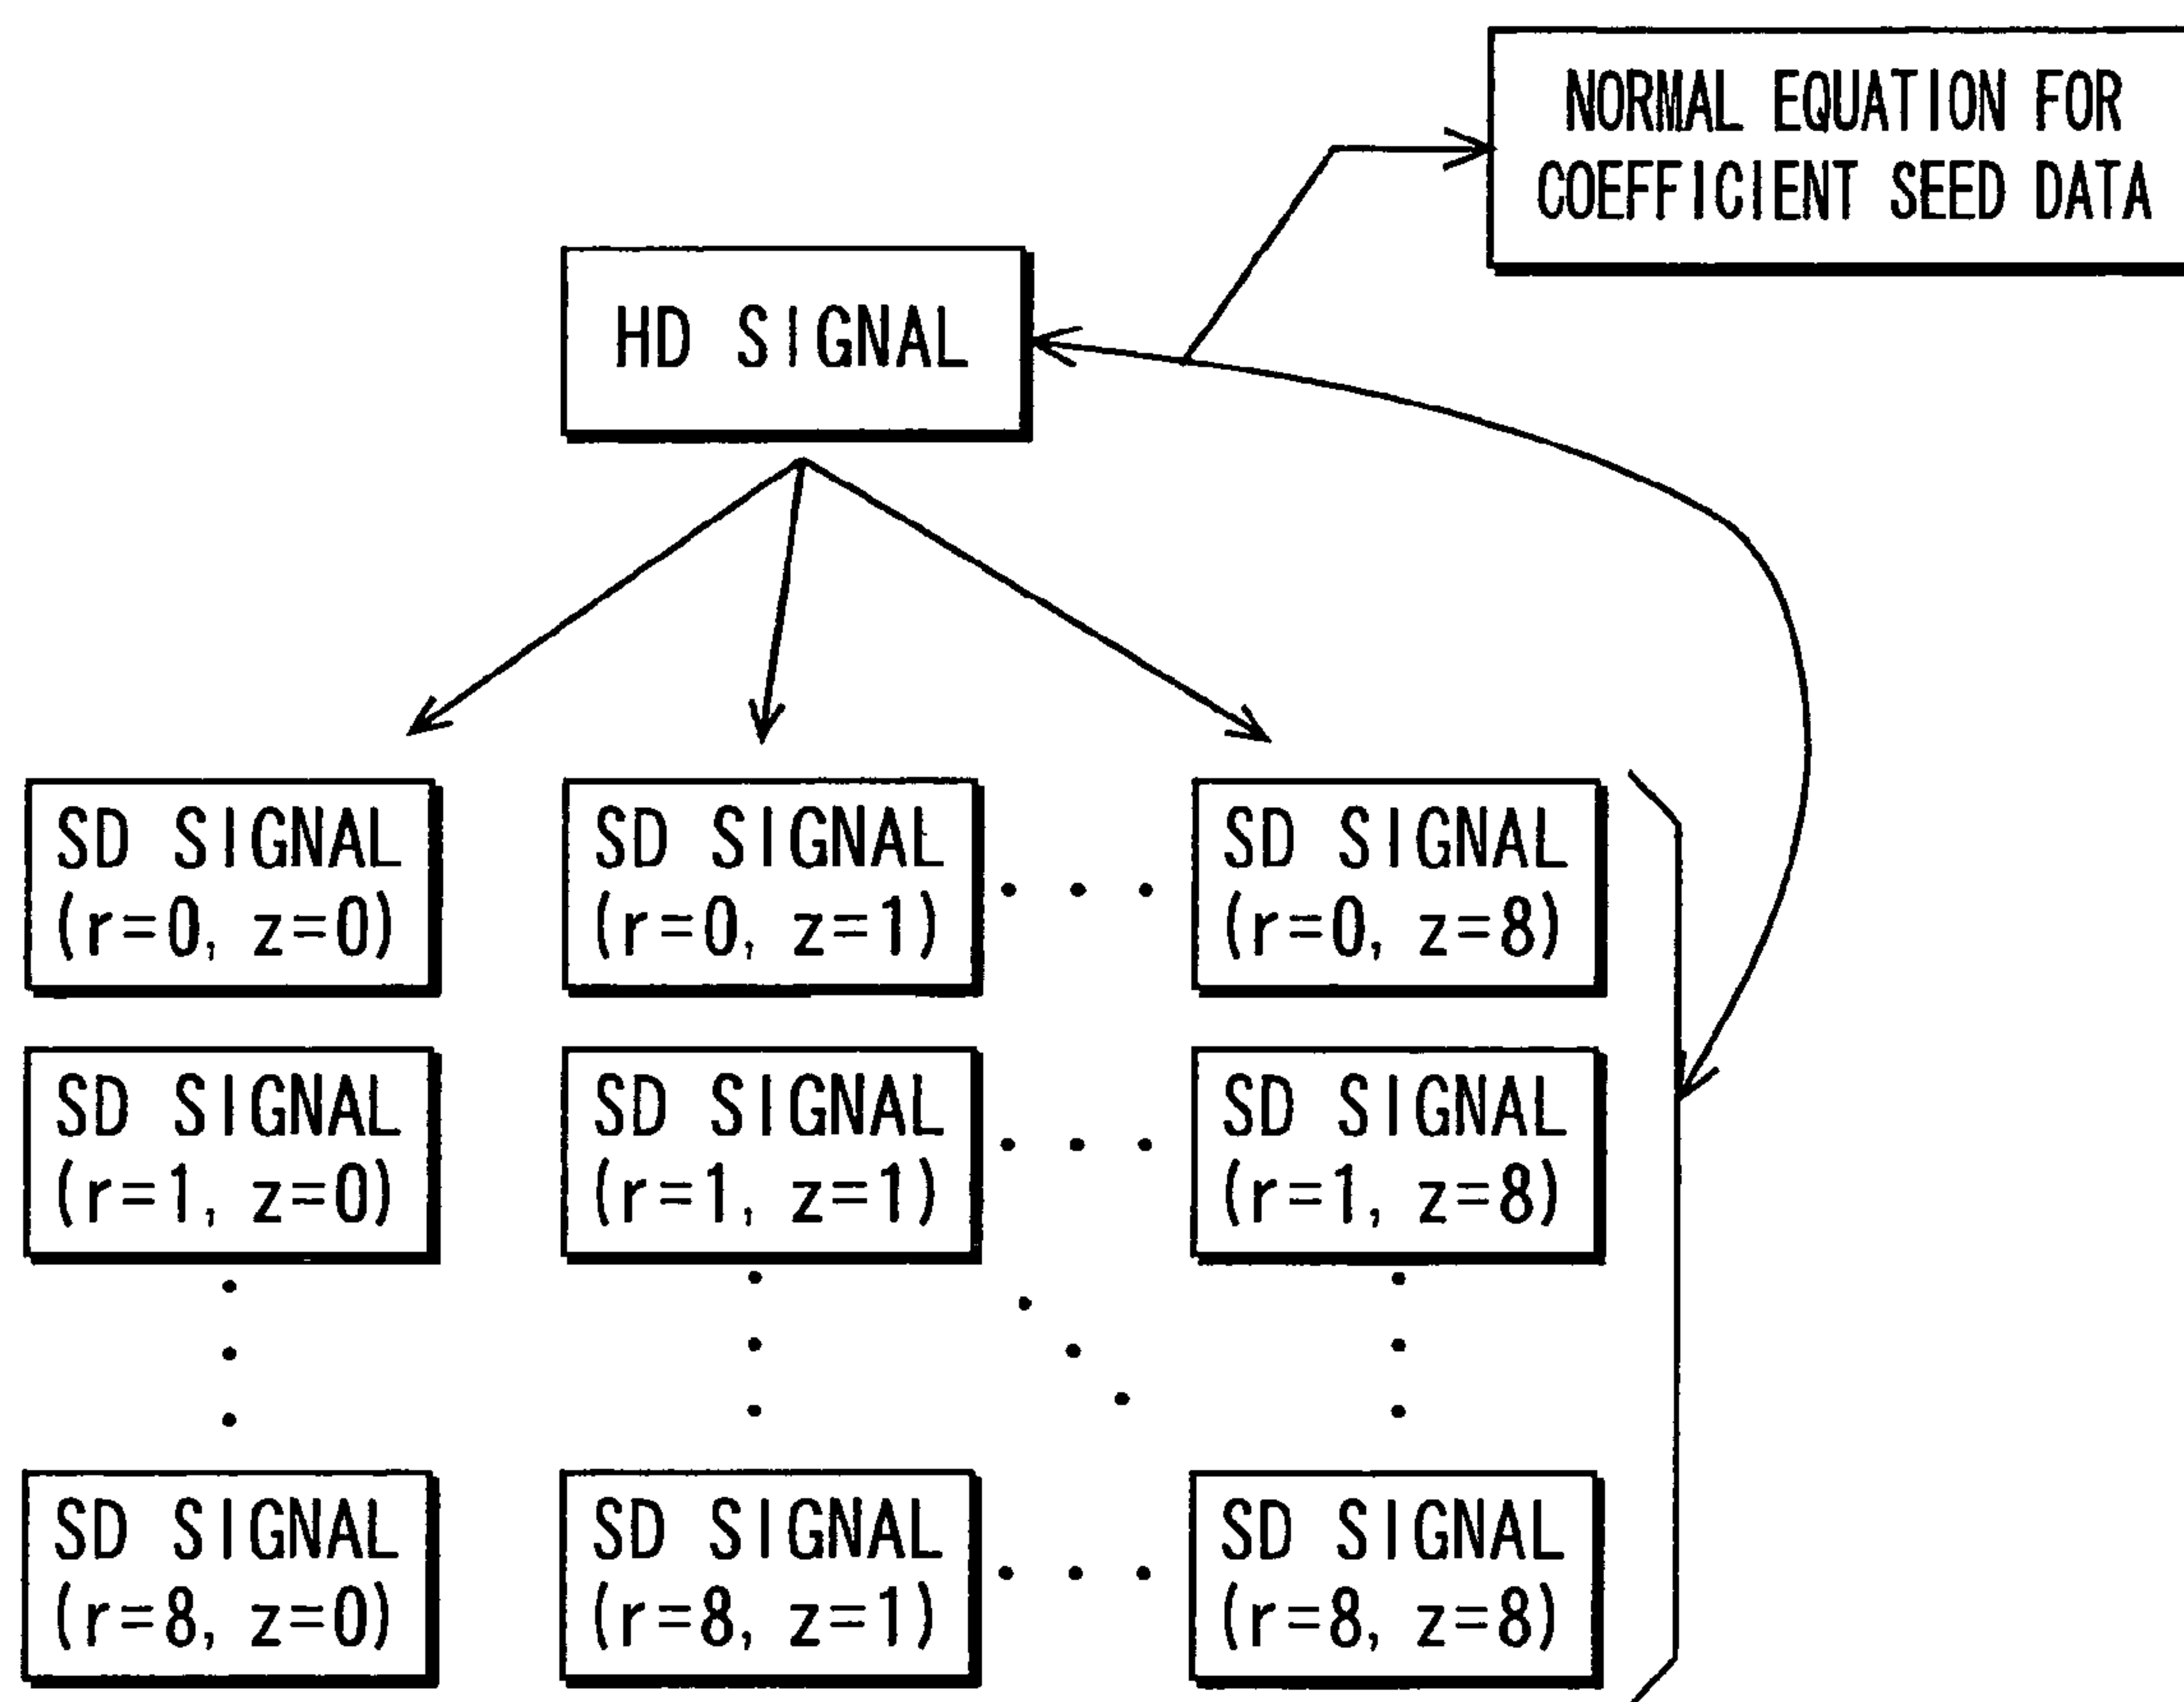 NORMAL EQUATION FOR
COEFFICIENT SEED DATA
HD SIGNAL
SD SIGNAL
(r=0, z=0)
SD SIGNAL
(r=0, z=1)
SD SIGNAL
(r=0, z=8)
SD SIGNAL
(r=1, z=0)
SD SIGNAL
(r=1, z=1)
SD SIGNAL
(r=1, z=8)
SD SIGNAL
(r=8, z=0)
SD SIGNAL
(r=8, z=1)
SD SIGNAL
(r=8, z=8)